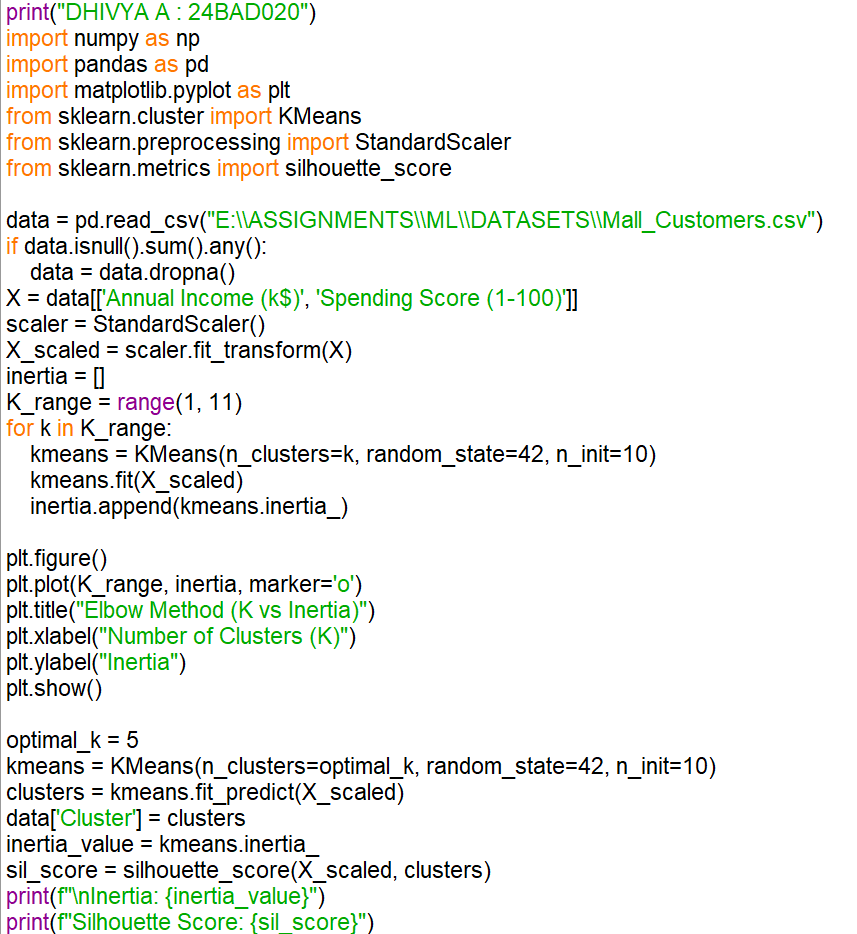 print("DHIVYA A : 24BAD020")
import numpy as np
import pandas as pd
import matplotlib.pyplot as plt
from sklearn.cluster import KMeans
from sklearn.preprocessing import StandardScaler
from sklearn.metrics import silhouette_score

data = pd.read_csv("E:\\ASSIGNMENTS\\ML\\DATASETS\\Mall_Customers.csv")
if data.isnull().sum().any():
    data = data.dropna()
X = data[['Annual Income (k$)', 'Spending Score (1-100)']]
scaler = StandardScaler()
X_scaled = scaler.fit_transform(X)
inertia = []
K_range = range(1, 11)
for k in K_range:
    kmeans = KMeans(n_clusters=k, random_state=42, n_init=10)
    kmeans.fit(X_scaled)
    inertia.append(kmeans.inertia_)

plt.figure()
plt.plot(K_range, inertia, marker='o')
plt.title("Elbow Method (K vs Inertia)")
plt.xlabel("Number of Clusters (K)")
plt.ylabel("Inertia")
plt.show()

optimal_k = 5
kmeans = KMeans(n_clusters=optimal_k, random_state=42, n_init=10)
clusters = kmeans.fit_predict(X_scaled)
data['Cluster'] = clusters
inertia_value = kmeans.inertia_
sil_score = silhouette_score(X_scaled, clusters)
print(f"\nInertia: {inertia_value}")
print(f"Silhouette Score: {sil_score}")